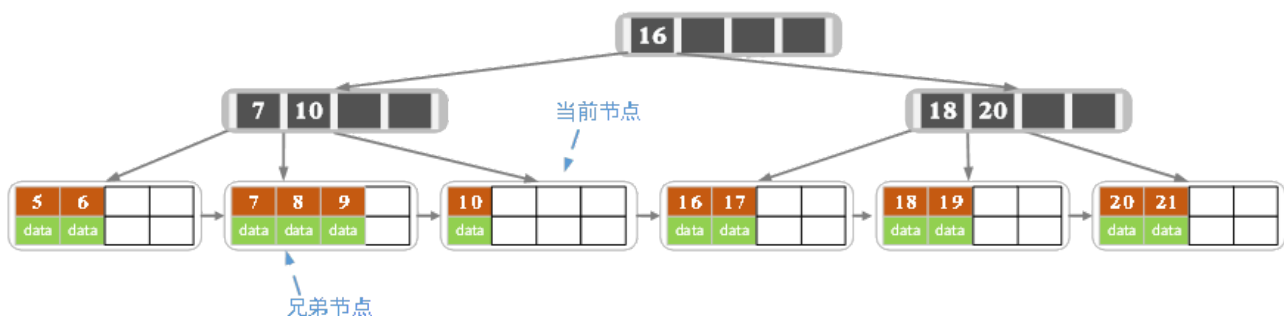 16
7 10
当前节点
18 20
5 6
7 8 9
10
16 17
18 19
20 21
data data
data data data
data
data data
data data
data data
兄弟节点